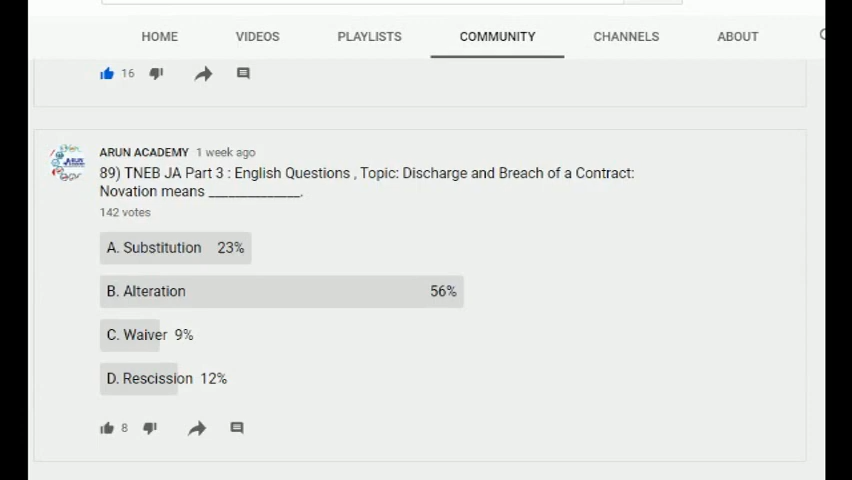 HOME VIDEOS PLAYLISTS COMMUNITY CHANNELS ABOUT
16
ARUN ACADEMY 1 week ago
89) TNEB JA Part 3 : English Questions , Topic: Discharge and Breach of a Contract:
Novation means ______________.
142 votes
A. Substitution 23%
B. Alteration 56%
C. Waiver 9%
D. Rescission 12%
8